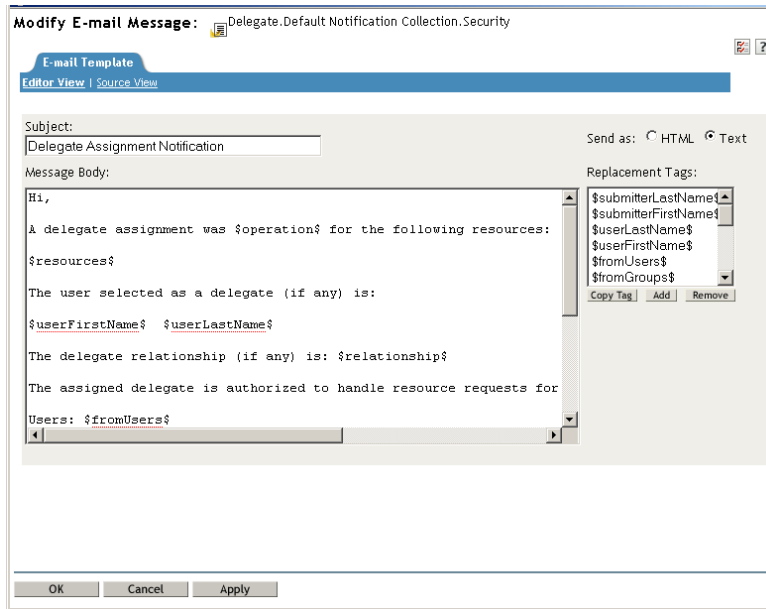 Modify E-mail Message: Delegate.Default Notification Collection.Security
?
E-mail Template
Editor View | Source View
Subject:
Delegate Assignment Notification
Send as: HTML Text
Message Body:
Hi,
A delegate assignment was $operation$ for the following resources:
$resources$
The user selected as a delegate (if any) is:
$userFirstName$ $userLastName$
The delegate relationship (if any) is: $relationship$
The assigned delegate is authorized to handle resource requests for
Users: $fromUsers$
Replacement Tags:
$submitterLastName$
$submitterFirstName$
$userLastName$
$userFirstName$
$fromUsers$
$fromGroups$
Copy Tag Add Remove
OK Cancel Apply